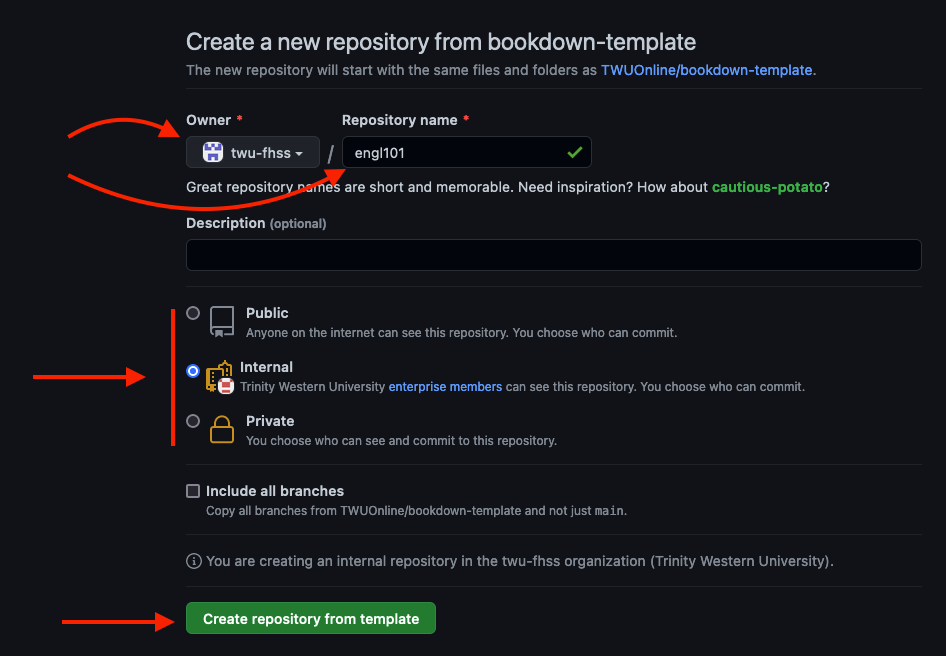 Create a new repository from bookdown-template
The new repository will start with the same files and folders as TWUOnline/bookdown-template.
Owner * Repository name *
twu-fhss / engl101
Great repository names are short and memorable. Need inspiration? How about cautious-potato?
Description (optional)
Public
Anyone on the internet can see this repository. You choose who can commit.
Internal
Trinity Western University enterprise members can see this repository. You choose who can commit.
Private
You choose who can see and commit to this repository.
Include all branches
Copy all branches from TWUOnline/bookdown-template and not just main.
You are creating an internal repository in the twu-fhss organization (Trinity Western University).
Create repository from template